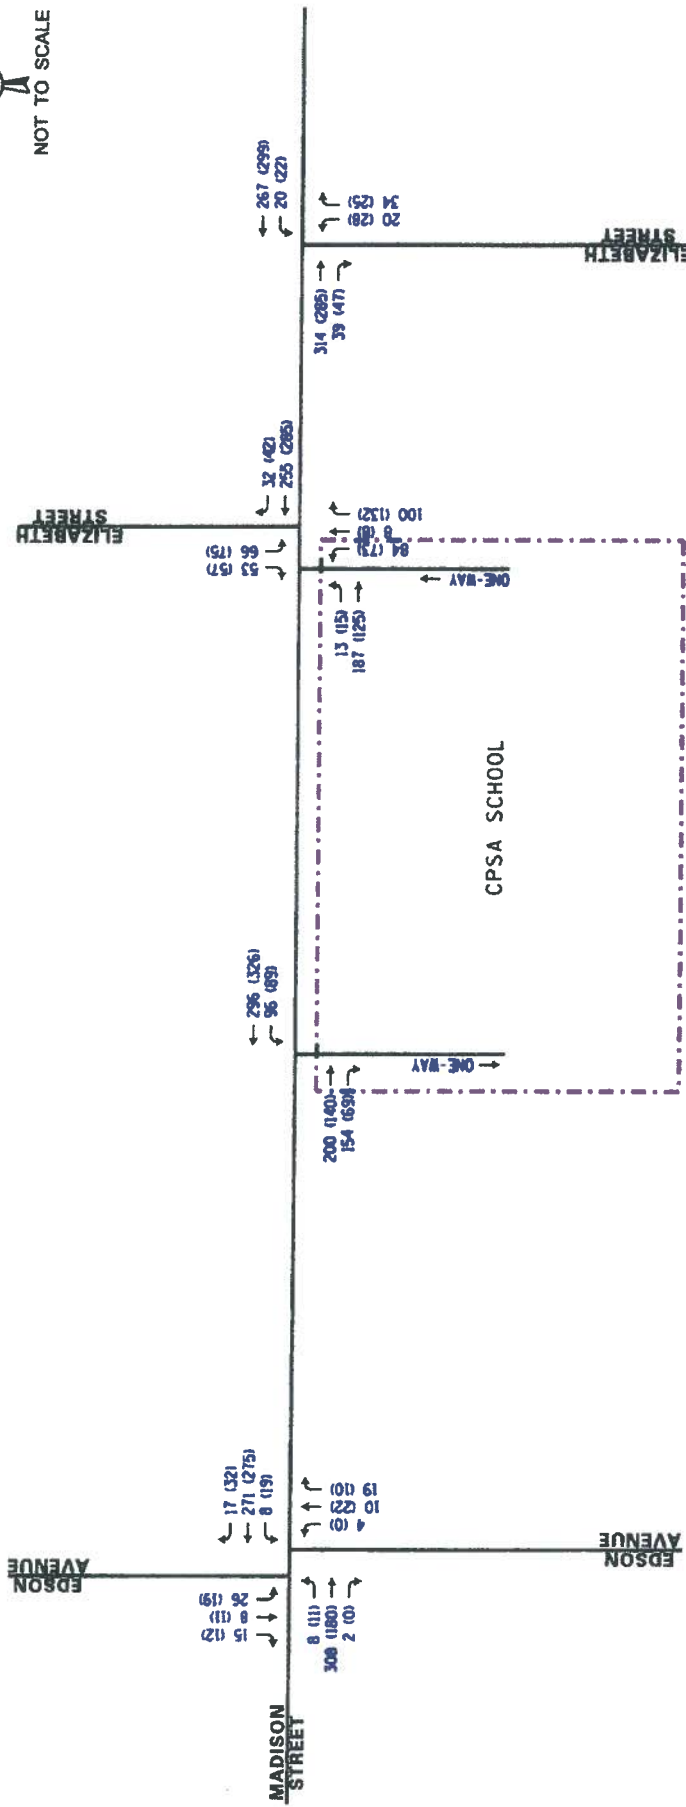 NOT TO SCALE
267 (299)
20 (22)
20 (28)
34 (25)
ELIZABETH
STREET
314 (285)
39 (47)
32 (42)
255 (285)
ELIZABETH
STREET
53 (57)
66 (75)
84 (73)
8 (8)
100 (132)
13 (15)
187 (125)
ONE-WAY
CPSA SCHOOL
296 (326)
96 (89)
ONE-WAY
200 (140)
154 (69)
17 (32)
271 (275)
8 (19)
4 (0)
10 (22)
19 (10)
EDSON
AVENUE
EDSON
AVENUE
15 (12)
8 (11)
26 (19)
8 (11)
308 (180)
2 (0)
MADISON
STREET